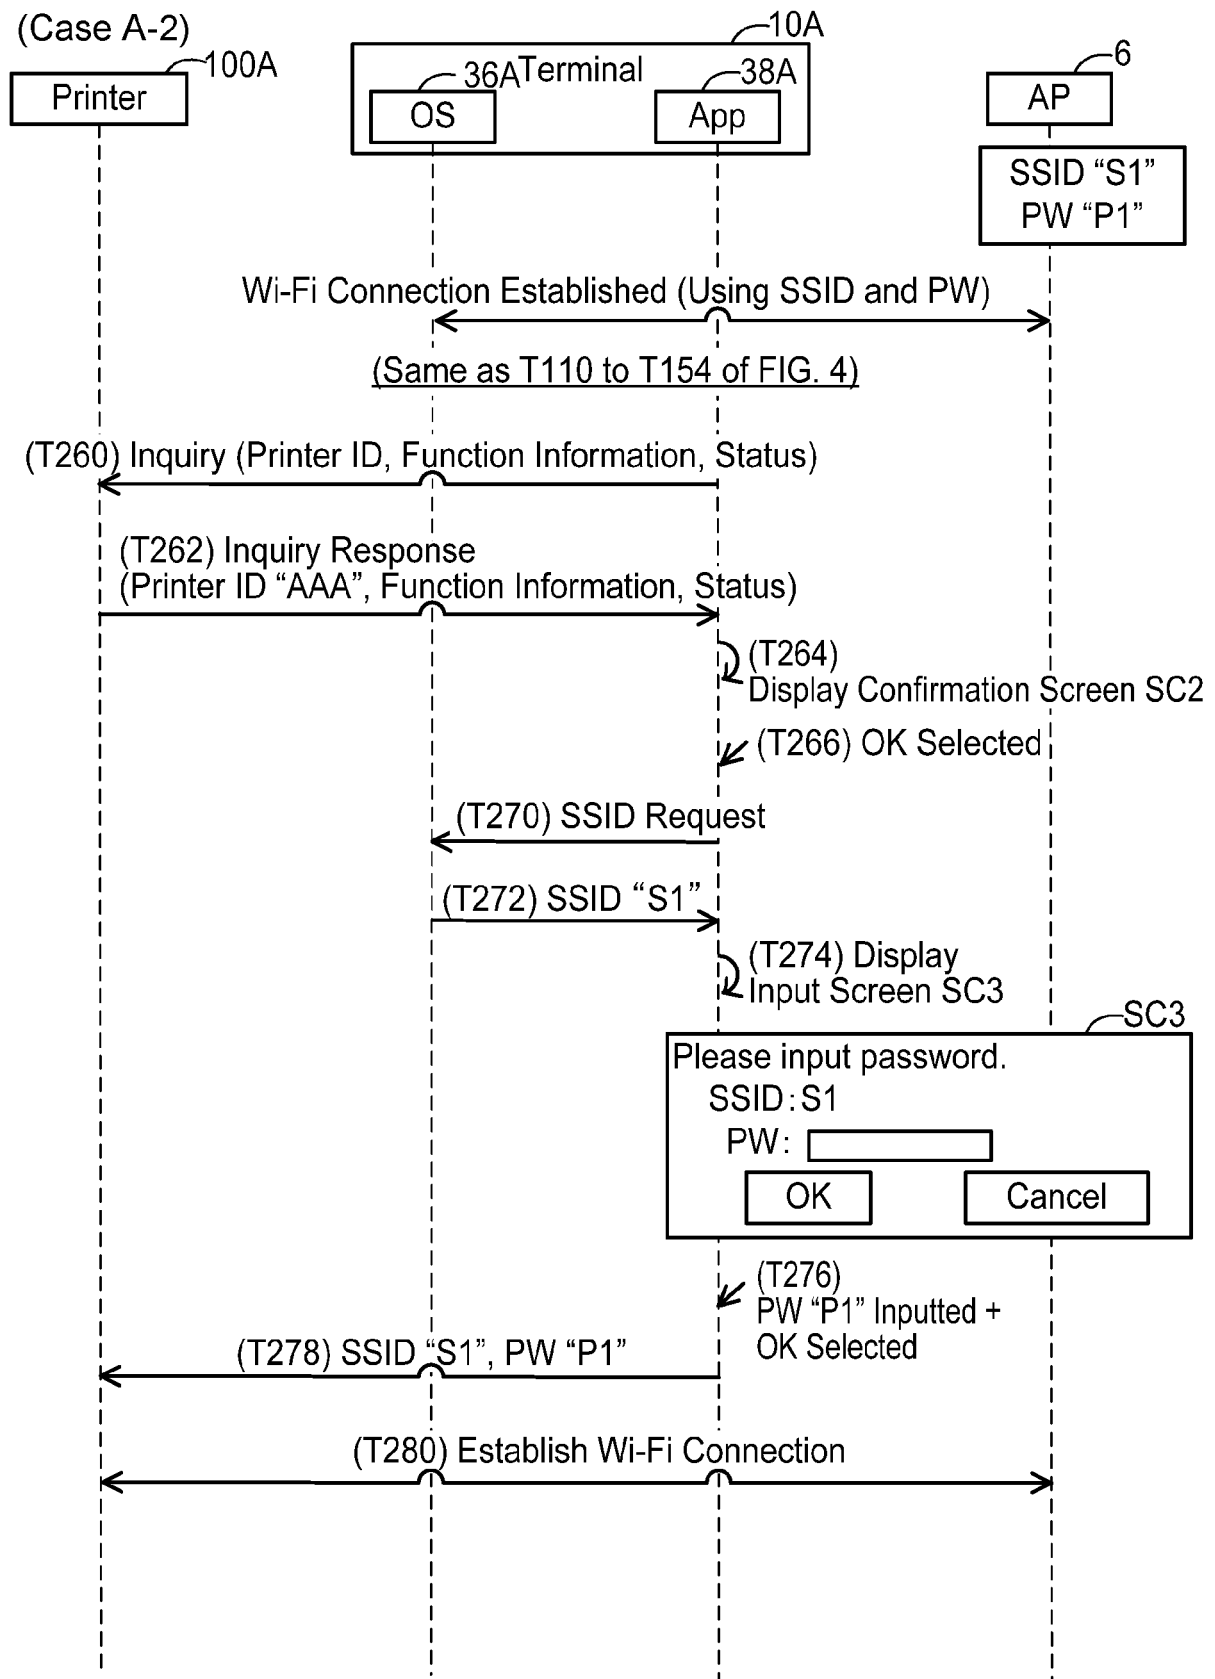 (Case A-2)
100A
Printer
10A
Terminal
36A
OS
38A
App
6
AP
SSID “S1”
PW “P1”
Wi-Fi Connection Established (Using SSID and PW)
(Same as T110 to T154 of FIG. 4)
(T260) Inquiry (Printer ID, Function Information, Status)
(T262) Inquiry Response
(Printer ID “AAA”, Function Information, Status)
(T264)
Display Confirmation Screen SC2
(T266) OK Selected
(T270) SSID Request
(T272) SSID “S1”
(T274) Display
Input Screen SC3
SC3
Please input password.
SSID:S1
PW:
OK
Cancel
(T276)
PW “P1” Inputted +
OK Selected
(T278) SSID “S1”, PW “P1”
(T280) Establish Wi-Fi Connection